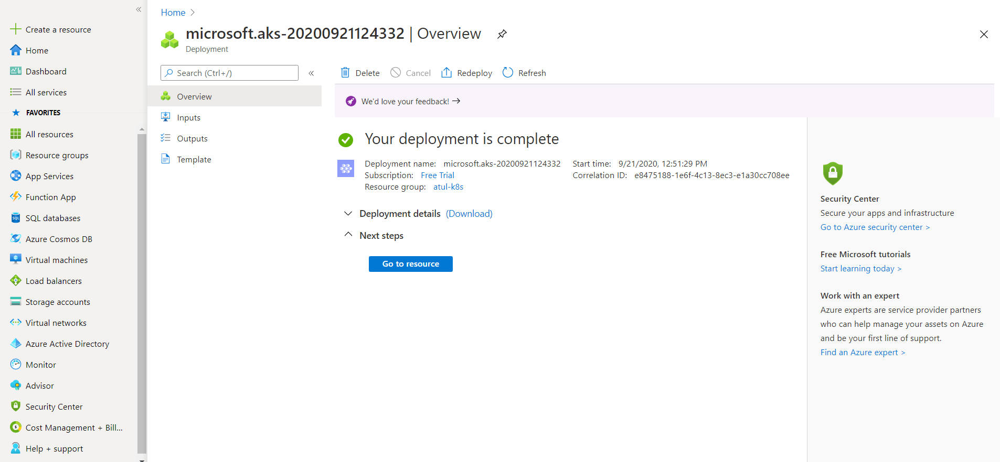 Create a resource
Home
Dashboard
All services
FAVORITES
All resources
Resource groups
App Services
Function App
SQL databases
Azure Cosmos DB
Virtual machines
Load balancers
Storage accounts
Virtual networks
Azure Active Directory
Monitor
Advisor
Security Center
Cost Management + Bill...
Help + support
Home >
microsoft.aks-20200921124332 | Overview
Deployment
Search (Ctrl+/)
Overview
Inputs
Outputs
Template
Delete Cancel Redeploy Refresh
We'd love your feedback! →
Your deployment is complete
Deployment name: microsoft.aks-20200921124332 Start time: 9/21/2020, 12:51:29 PM
Subscription: Free Trial Correlation ID: e8475188-1e6f-4c13-8ec3-e1a30cc708ee
Resource group: atul-k8s
Deployment details (Download)
Next steps
Go to resource
Security Center
Secure your apps and infrastructure
Go to Azure security center >
Free Microsoft tutorials
Start learning today >
Work with an expert
Azure experts are service provider partners
who can help manage your assets on Azure
and be your first line of support.
Find an Azure expert >